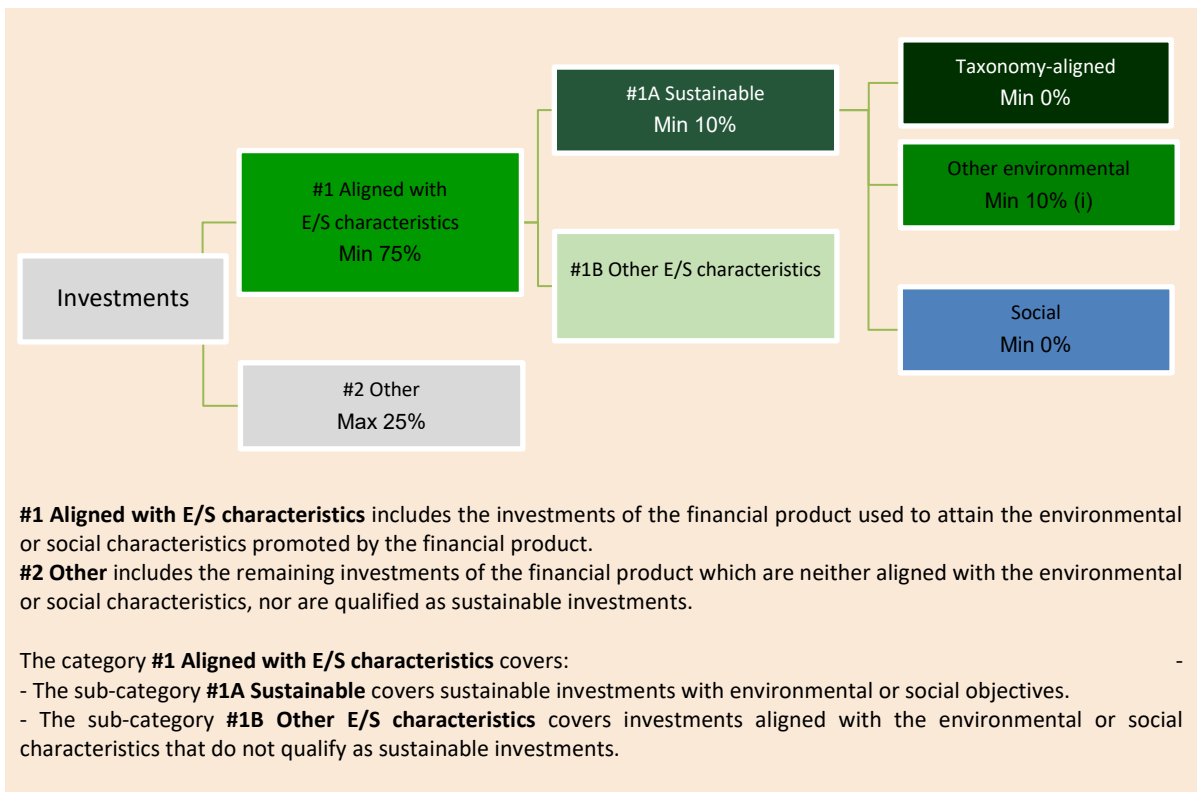 Investments
#1 Aligned with
E/S characteristics
Min 75%
#2 Other
Max 25%
#1A Sustainable
Min 10%
#1B Other E/S characteristics
Taxonomy-aligned
Min 0%
Other environmental
Min 10% (i)
Social
Min 0%
#1 Aligned with E/S characteristics includes the investments of the financial product used to attain the environmental
or social characteristics promoted by the financial product.
#2 Other includes the remaining investments of the financial product which are neither aligned with the environmental
or social characteristics, nor are qualified as sustainable investments.
The category #1 Aligned with E/S characteristics covers: -
- The sub-category #1A Sustainable covers sustainable investments with environmental or social objectives.
- The sub-category #1B Other E/S characteristics covers investments aligned with the environmental or social
characteristics that do not qualify as sustainable investments.